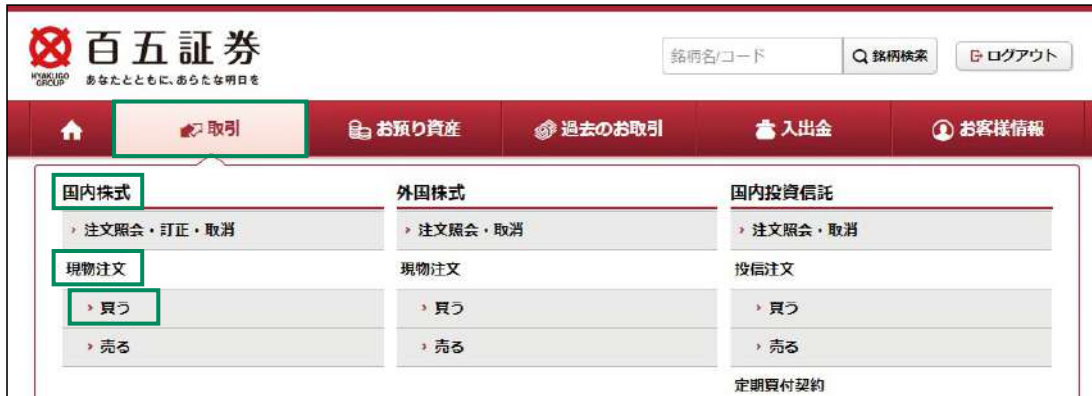 百五証券
HYAKUGO GROUP
あなたとともに、あらたな明日を
銘柄名/コード
銘柄検索
ログアウト
取引
お預り資産
過去のお取引
入出金
お客様情報
国内株式
外国株式
国内投資信託
注文照会・訂正・取消
注文照会・取消
注文照会・取消
現物注文
現物注文
投信注文
買う
買う
買う
売る
売る
売る
定期買付契約